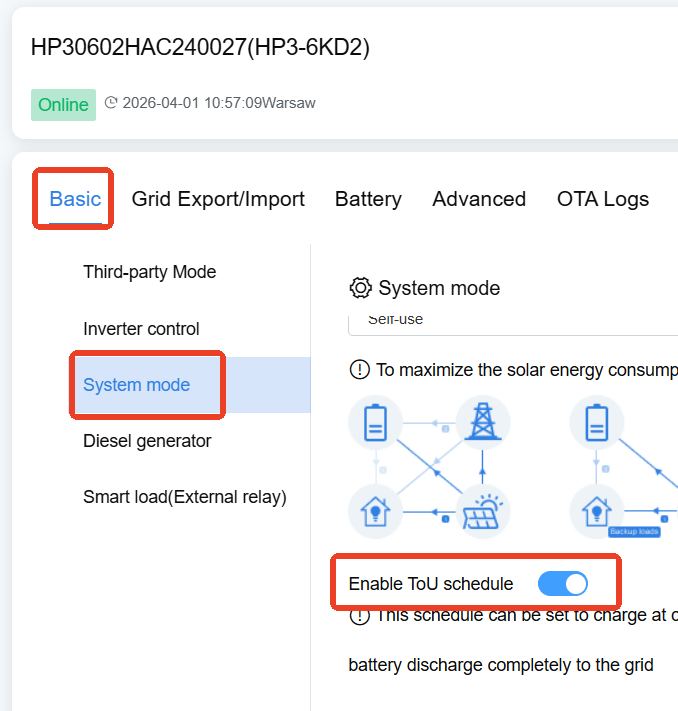 HP30602HAC240027(HP3-6KD2)
Online 2026-04-01 10:57:09Warsaw
Basic Grid Export/Import Battery Advanced OTA Logs
Third-party Mode
Inverter control
System mode
Diesel generator
Smart load(External relay)
System mode
Self-use
To maximize the solar energy consump
Backup loads
Enable ToU schedule
This schedule can be set to charge at
battery discharge completely to the grid